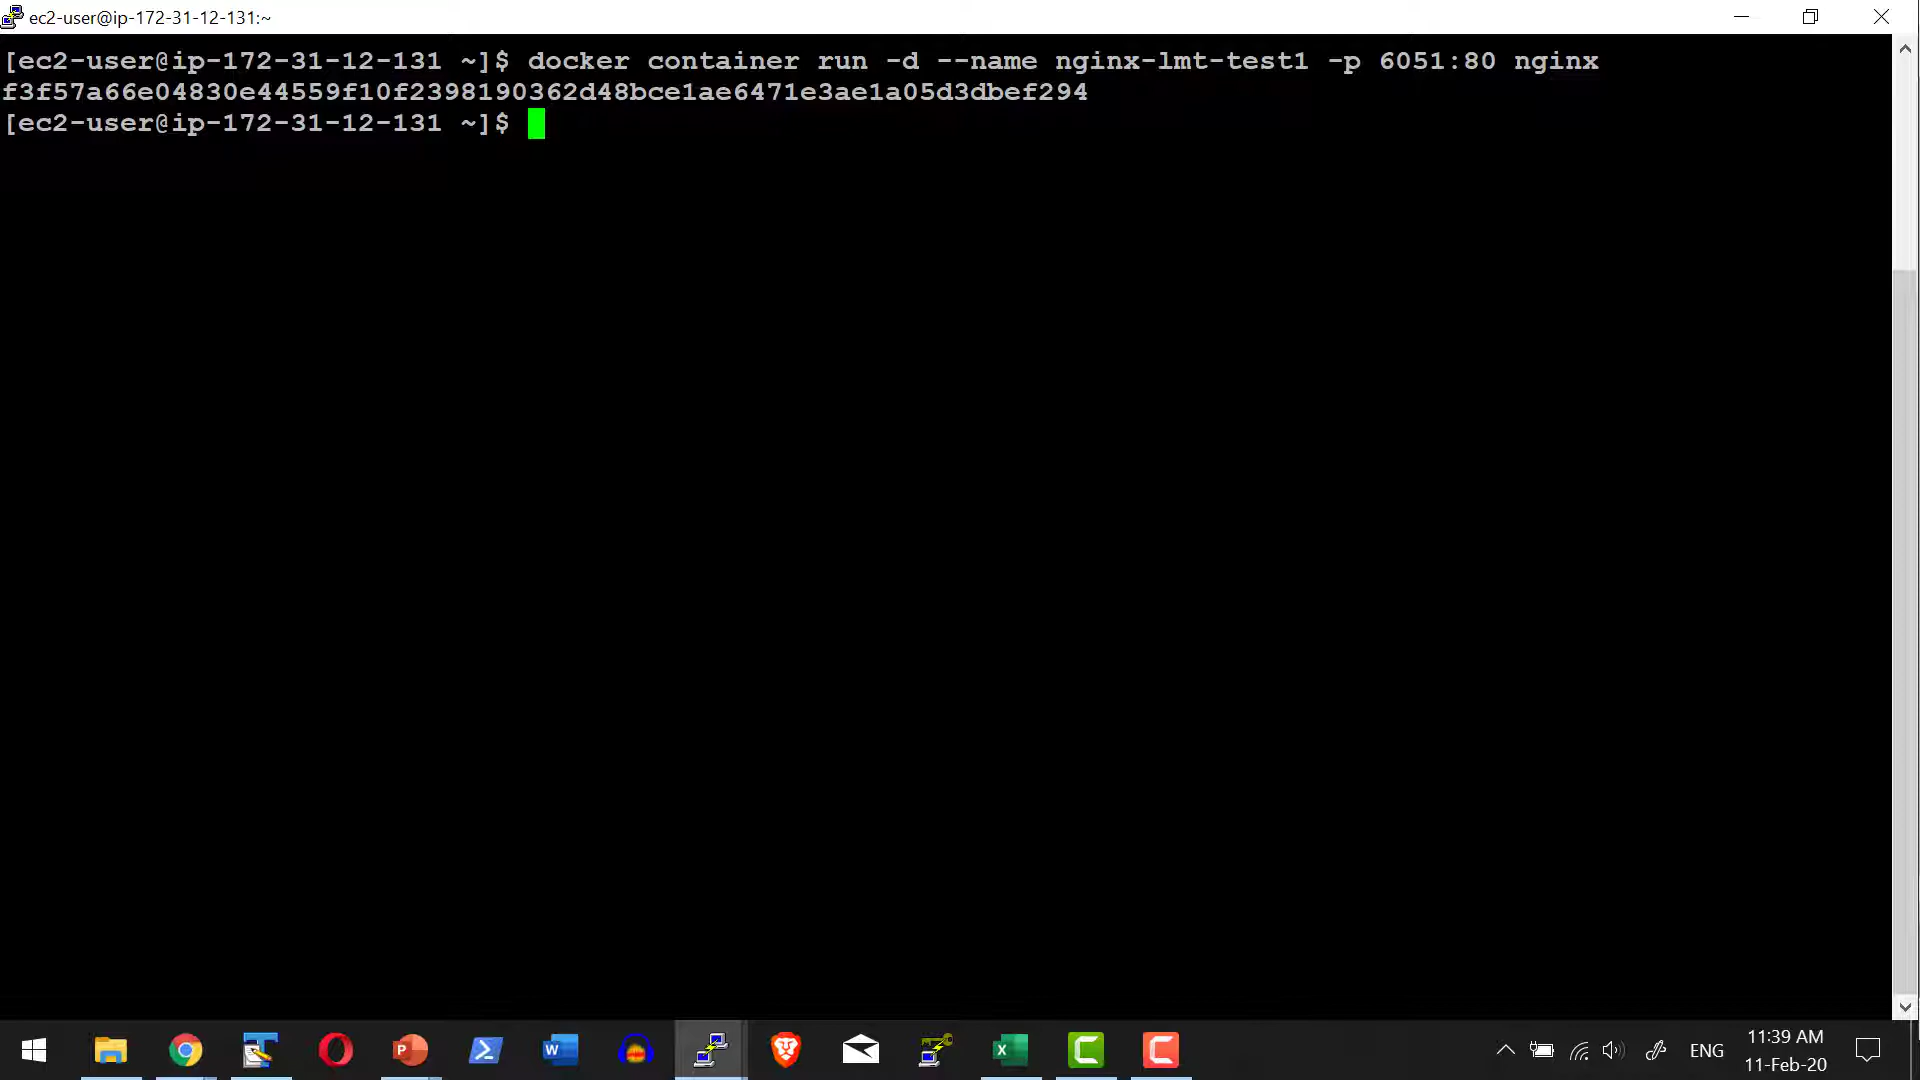 ec2-user@ip-172-31-12-131:~
[ec2-user@ip-172-31-12-131 ~]$ docker container run -d --name nginx-lmt-test1 -p 6051:80 nginx
f3f57a66e04830e44559f10f2398190362d48bce1ae6471e3ae1a05d3dbef294
[ec2-user@ip-172-31-12-131 ~]$
ENG
11:39 AM
11-Feb-20